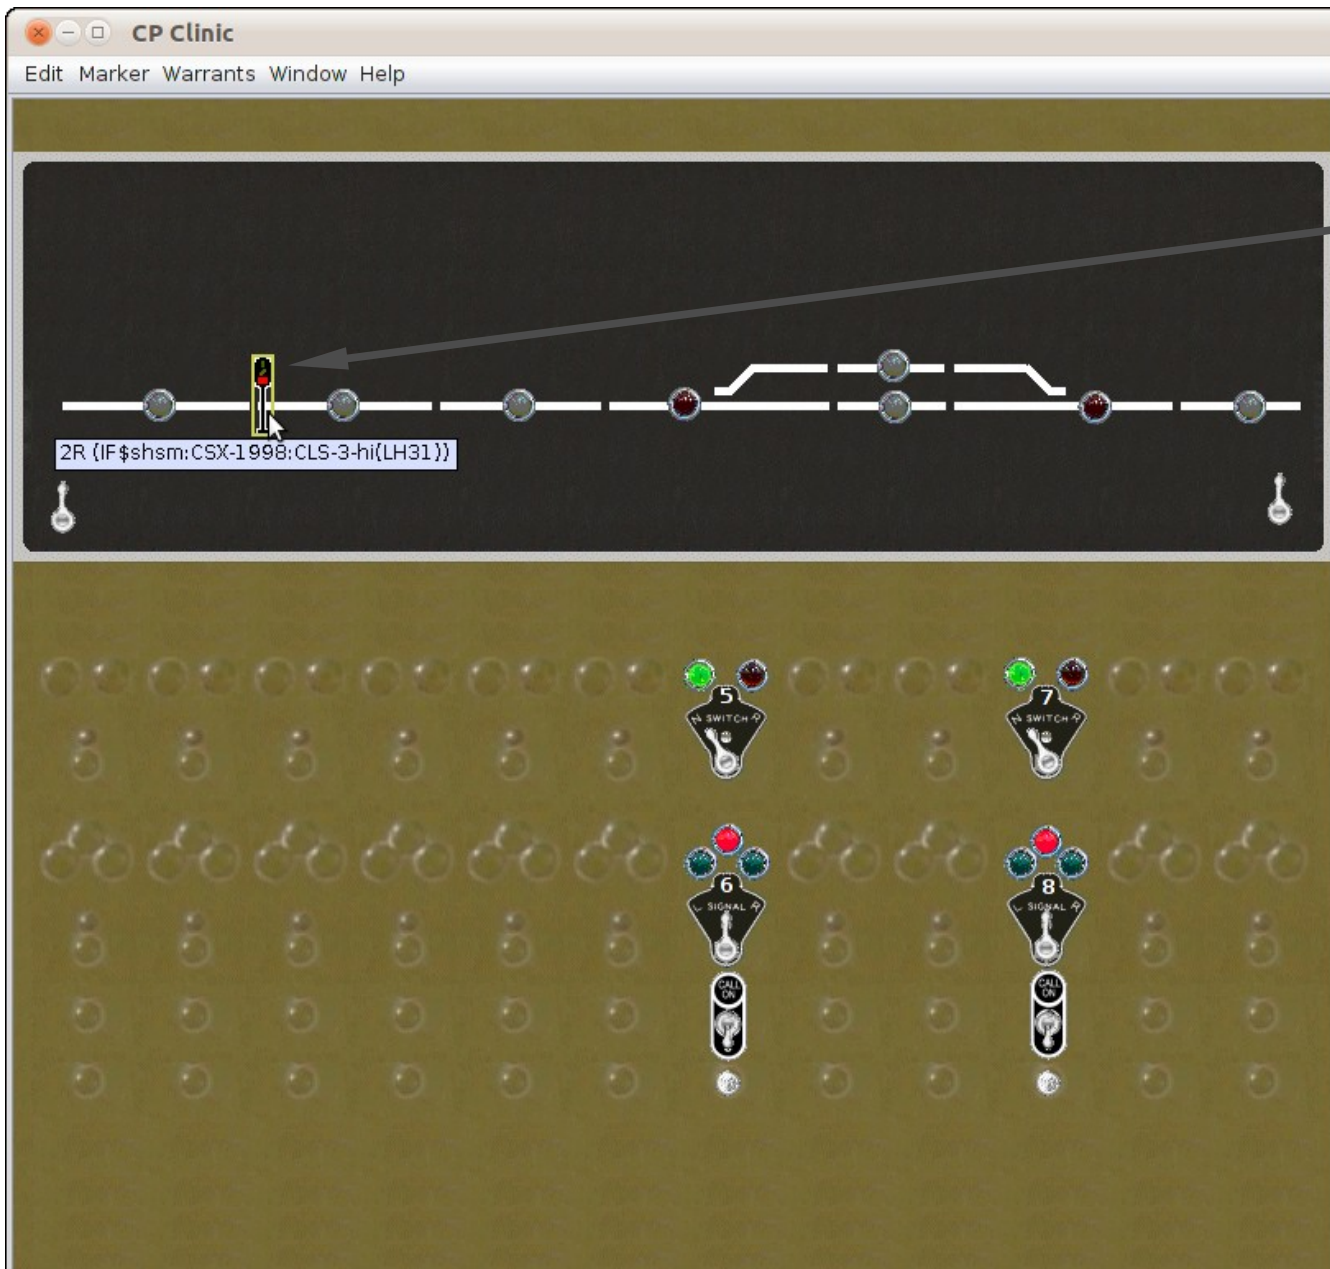 CP Clinic
Edit Marker Warrants Window Help
2R (IF$shsm:CSX-1998:CLS-3-hi(LH31))
5
N SWITCH R
7
N SWITCH R
6
L SIGNAL R
8
L SIGNAL R
CALL
ON
CALL
ON